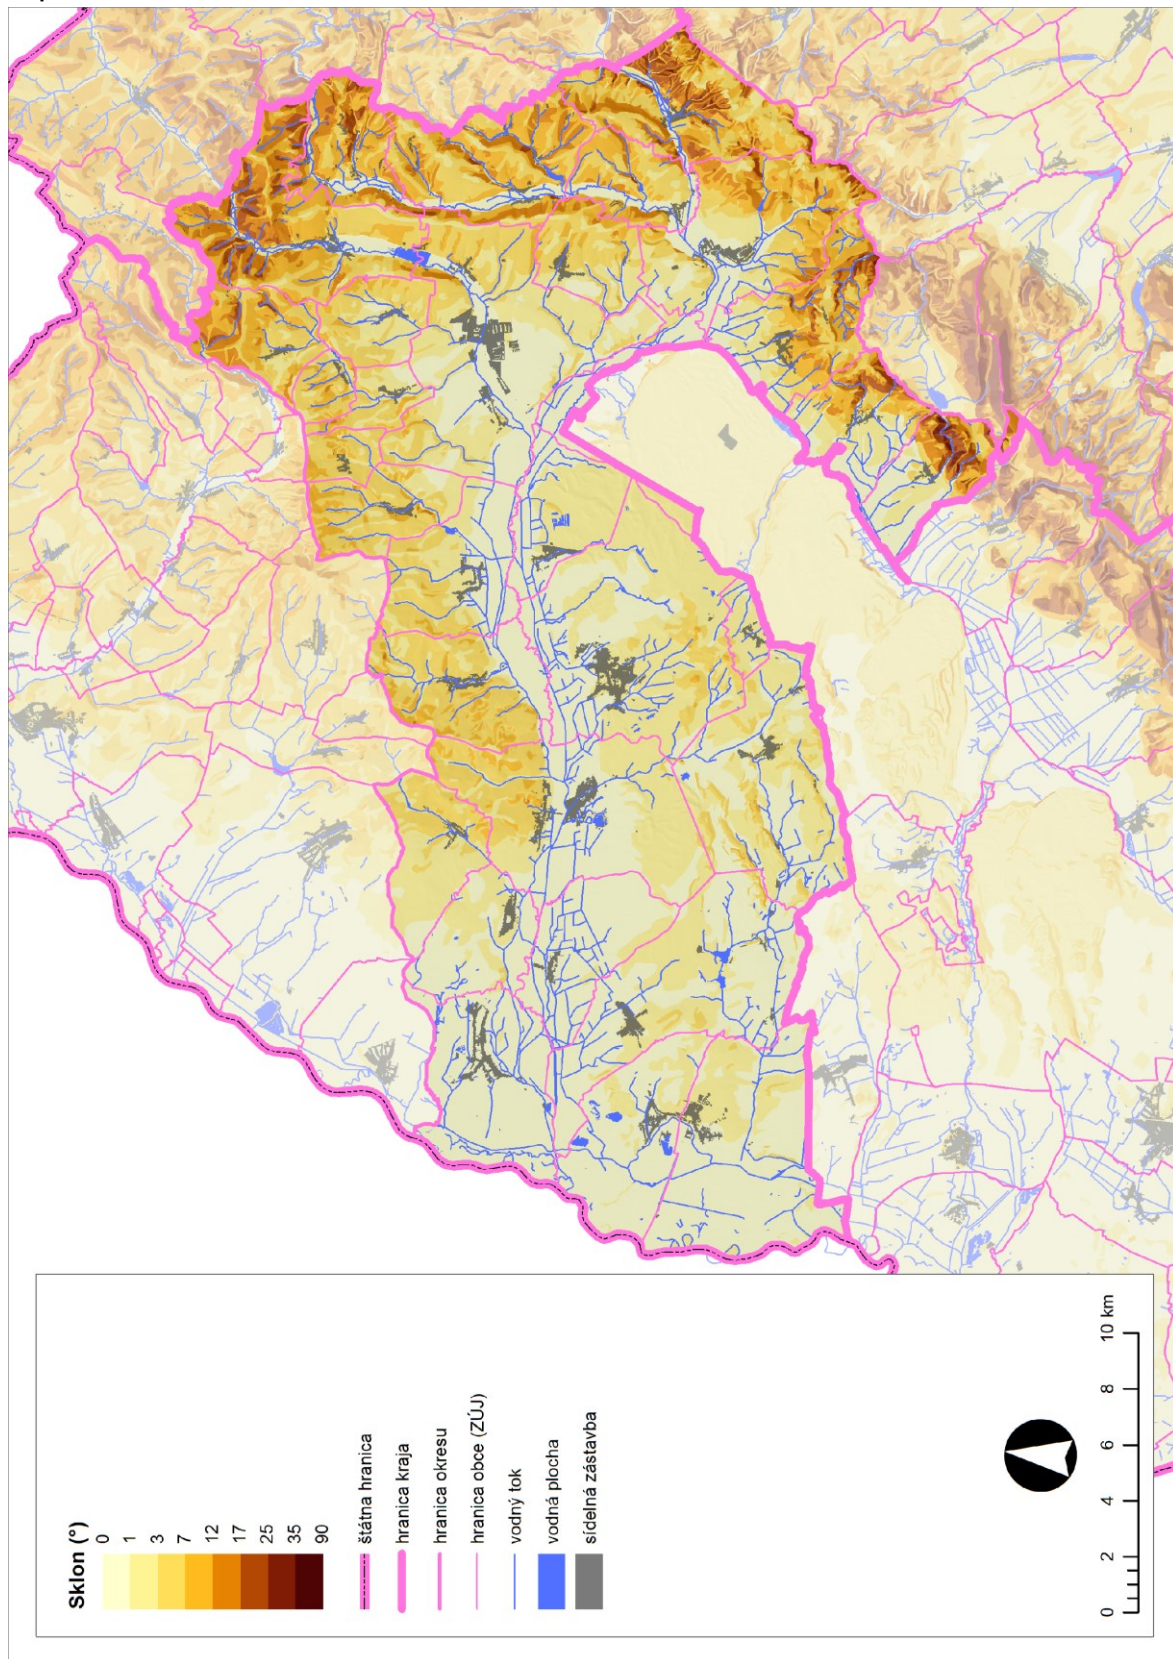 Sklon (°)
0
1
3
7
12
17
25
35
90
štátna hranica
hranica kraja
hranica okresu
hranica obce (ZÚJ)
vodný tok
vodná plocha
sídelná zástavba
0 2 4 6 8 10 km